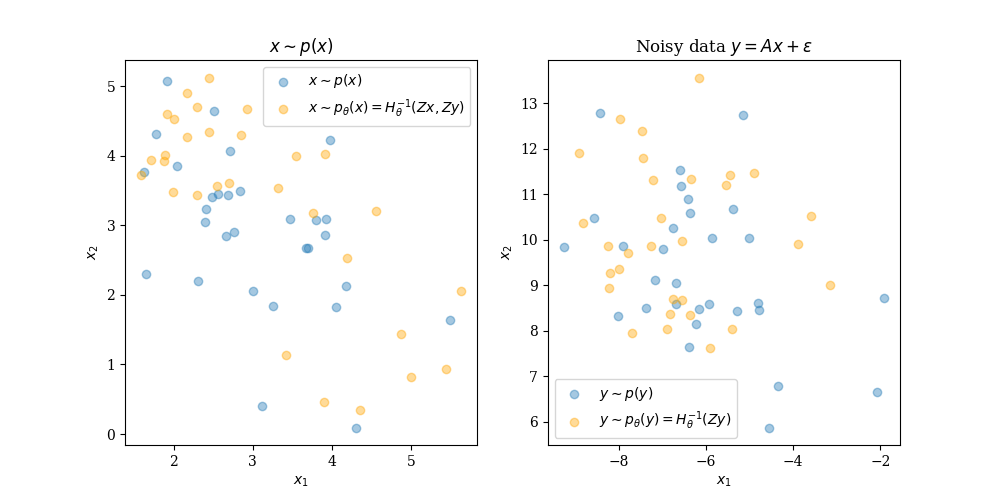 x ∼ p(x)
x ∼ p(x)
x ∼ p_θ(x) = H_θ^{-1}(Zx, Zy)
5
4
3
2
1
0
x_2
2 3 4 5
x_1
Noisy data y = Ax + ε
13
12
11
10
9
8
7
6
x_2
y ∼ p(y)
y ∼ p_θ(y) = H_θ^{-1}(Zy)
−8 −6 −4 −2
x_1